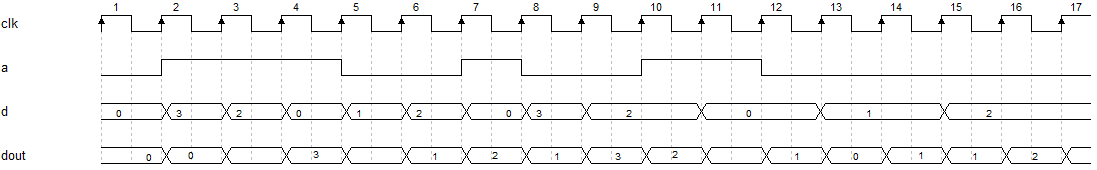 1 2 3 4 5 6 7 8 9 10 11 12 13 14 15 16 17
clk
a
d 0 3 2 0 1 2 0 3 2 0 1 2
dout 0 0 3 1 2 1 3 2 1 0 1 1 2